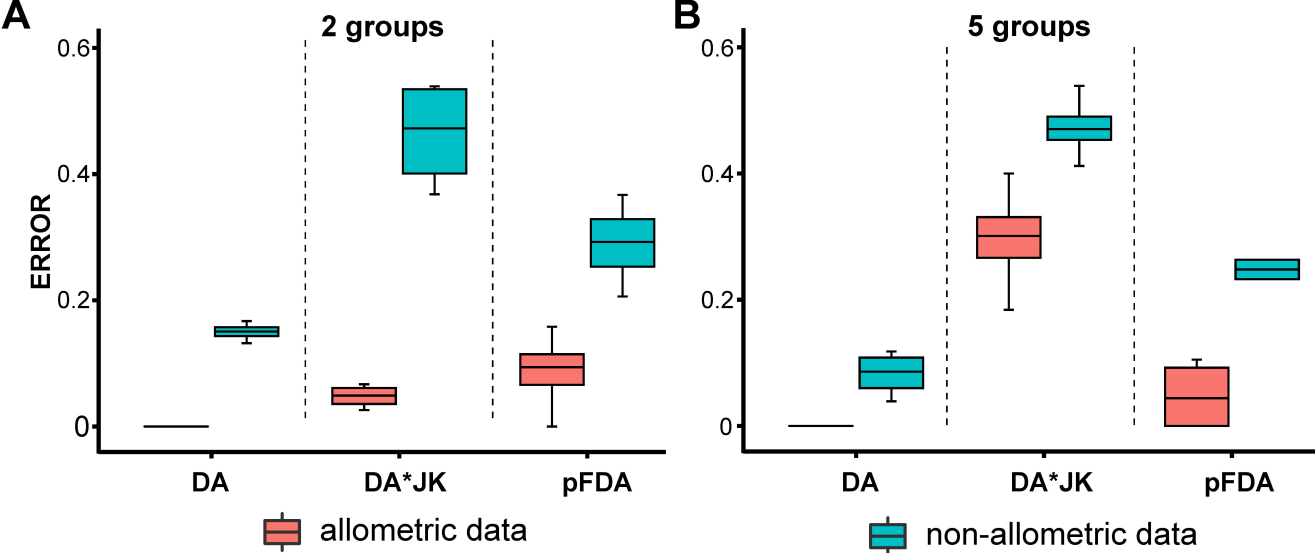 A
2 groups
0.6
0.4
0.2
0
ERROR
DA
DA*JK
pFDA
B
5 groups
0.6
0.4
0.2
0
DA
DA*JK
pFDA
allometric data
non-allometric data